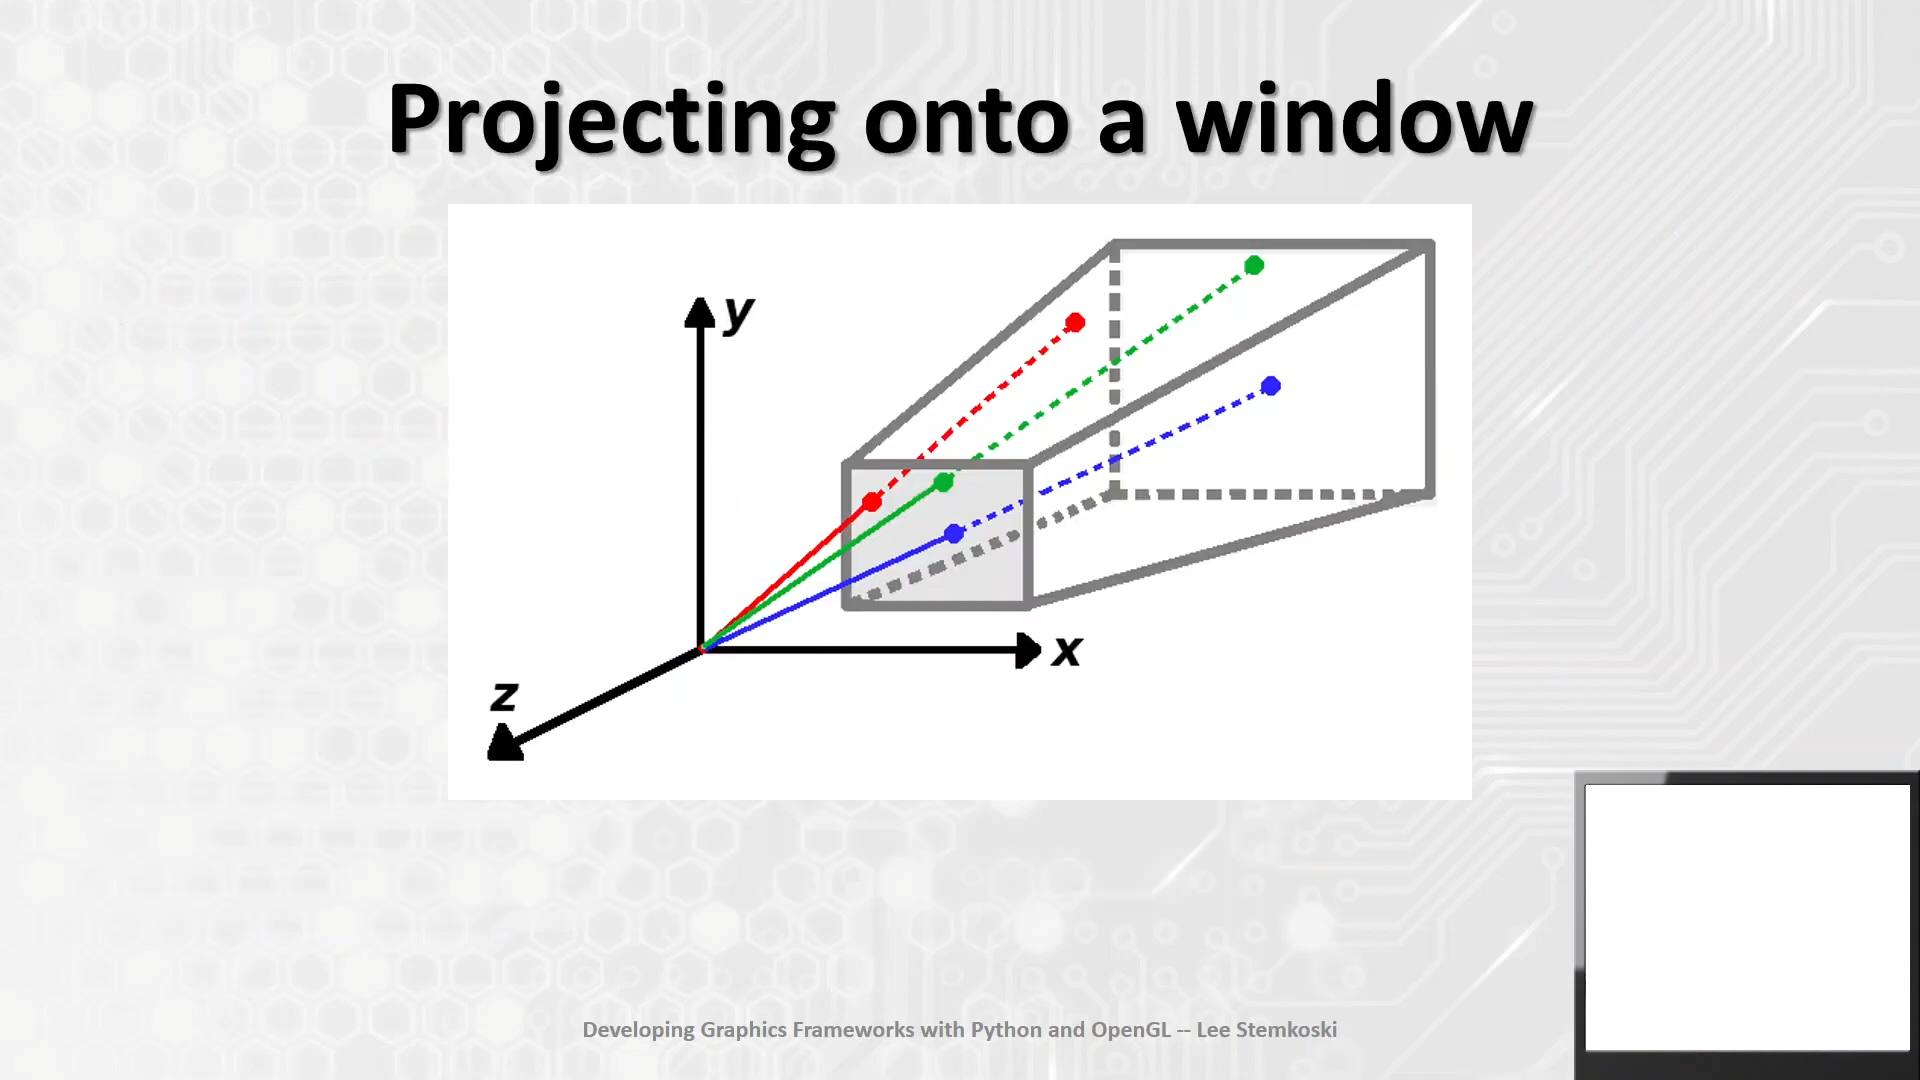 Projecting onto a window
y
x
z
Developing Graphics Frameworks with Python and OpenGL -- Lee Stemkoski